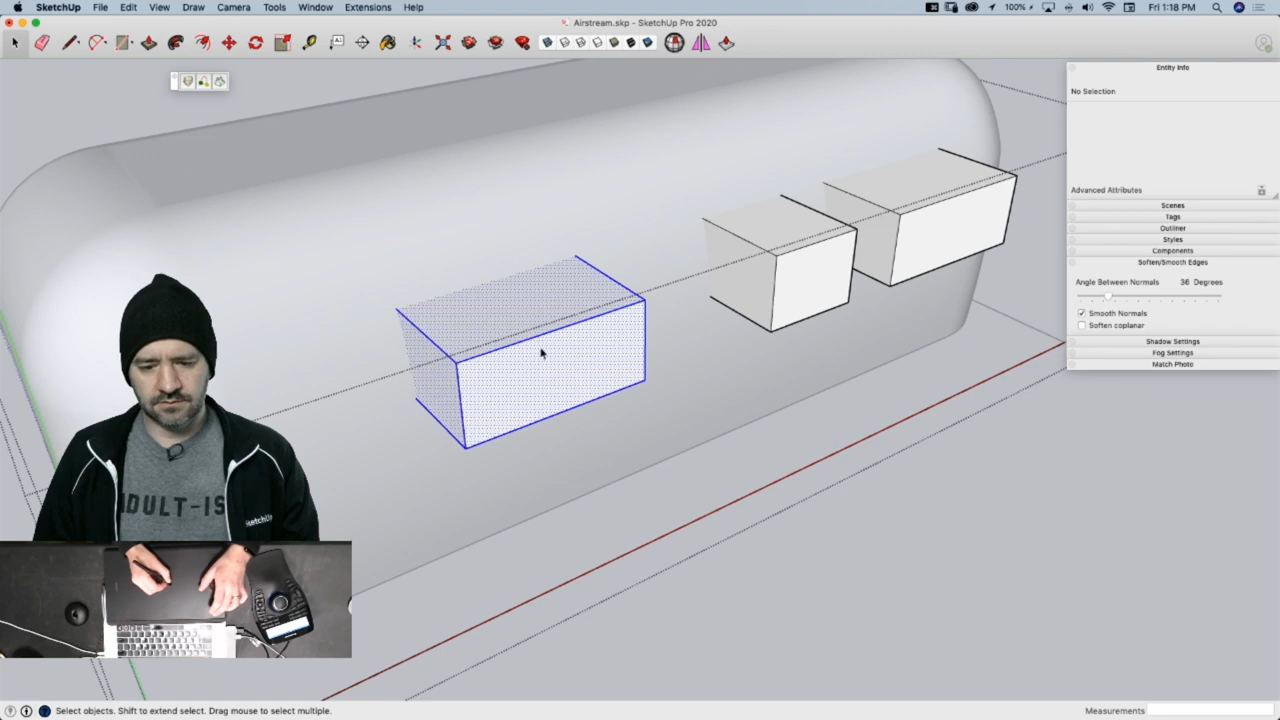 SketchUp File Edit View Draw Camera Tools Window Extensions Help
100% Fri 1:18 PM
Airstream.skp - SketchUp Pro 2020
Entity Info
No Selection
Advanced Attributes
Scenes
Tags
Outliner
Styles
Components
Soften/Smooth Edges
Angle Between Normals 36 Degrees
Smooth Normals
Soften coplanar
Shadow Settings
Fog Settings
Match Photo
DULT-IS
SketchUp
Select objects. Shift to extend select. Drag mouse to select multiple.
Measurements